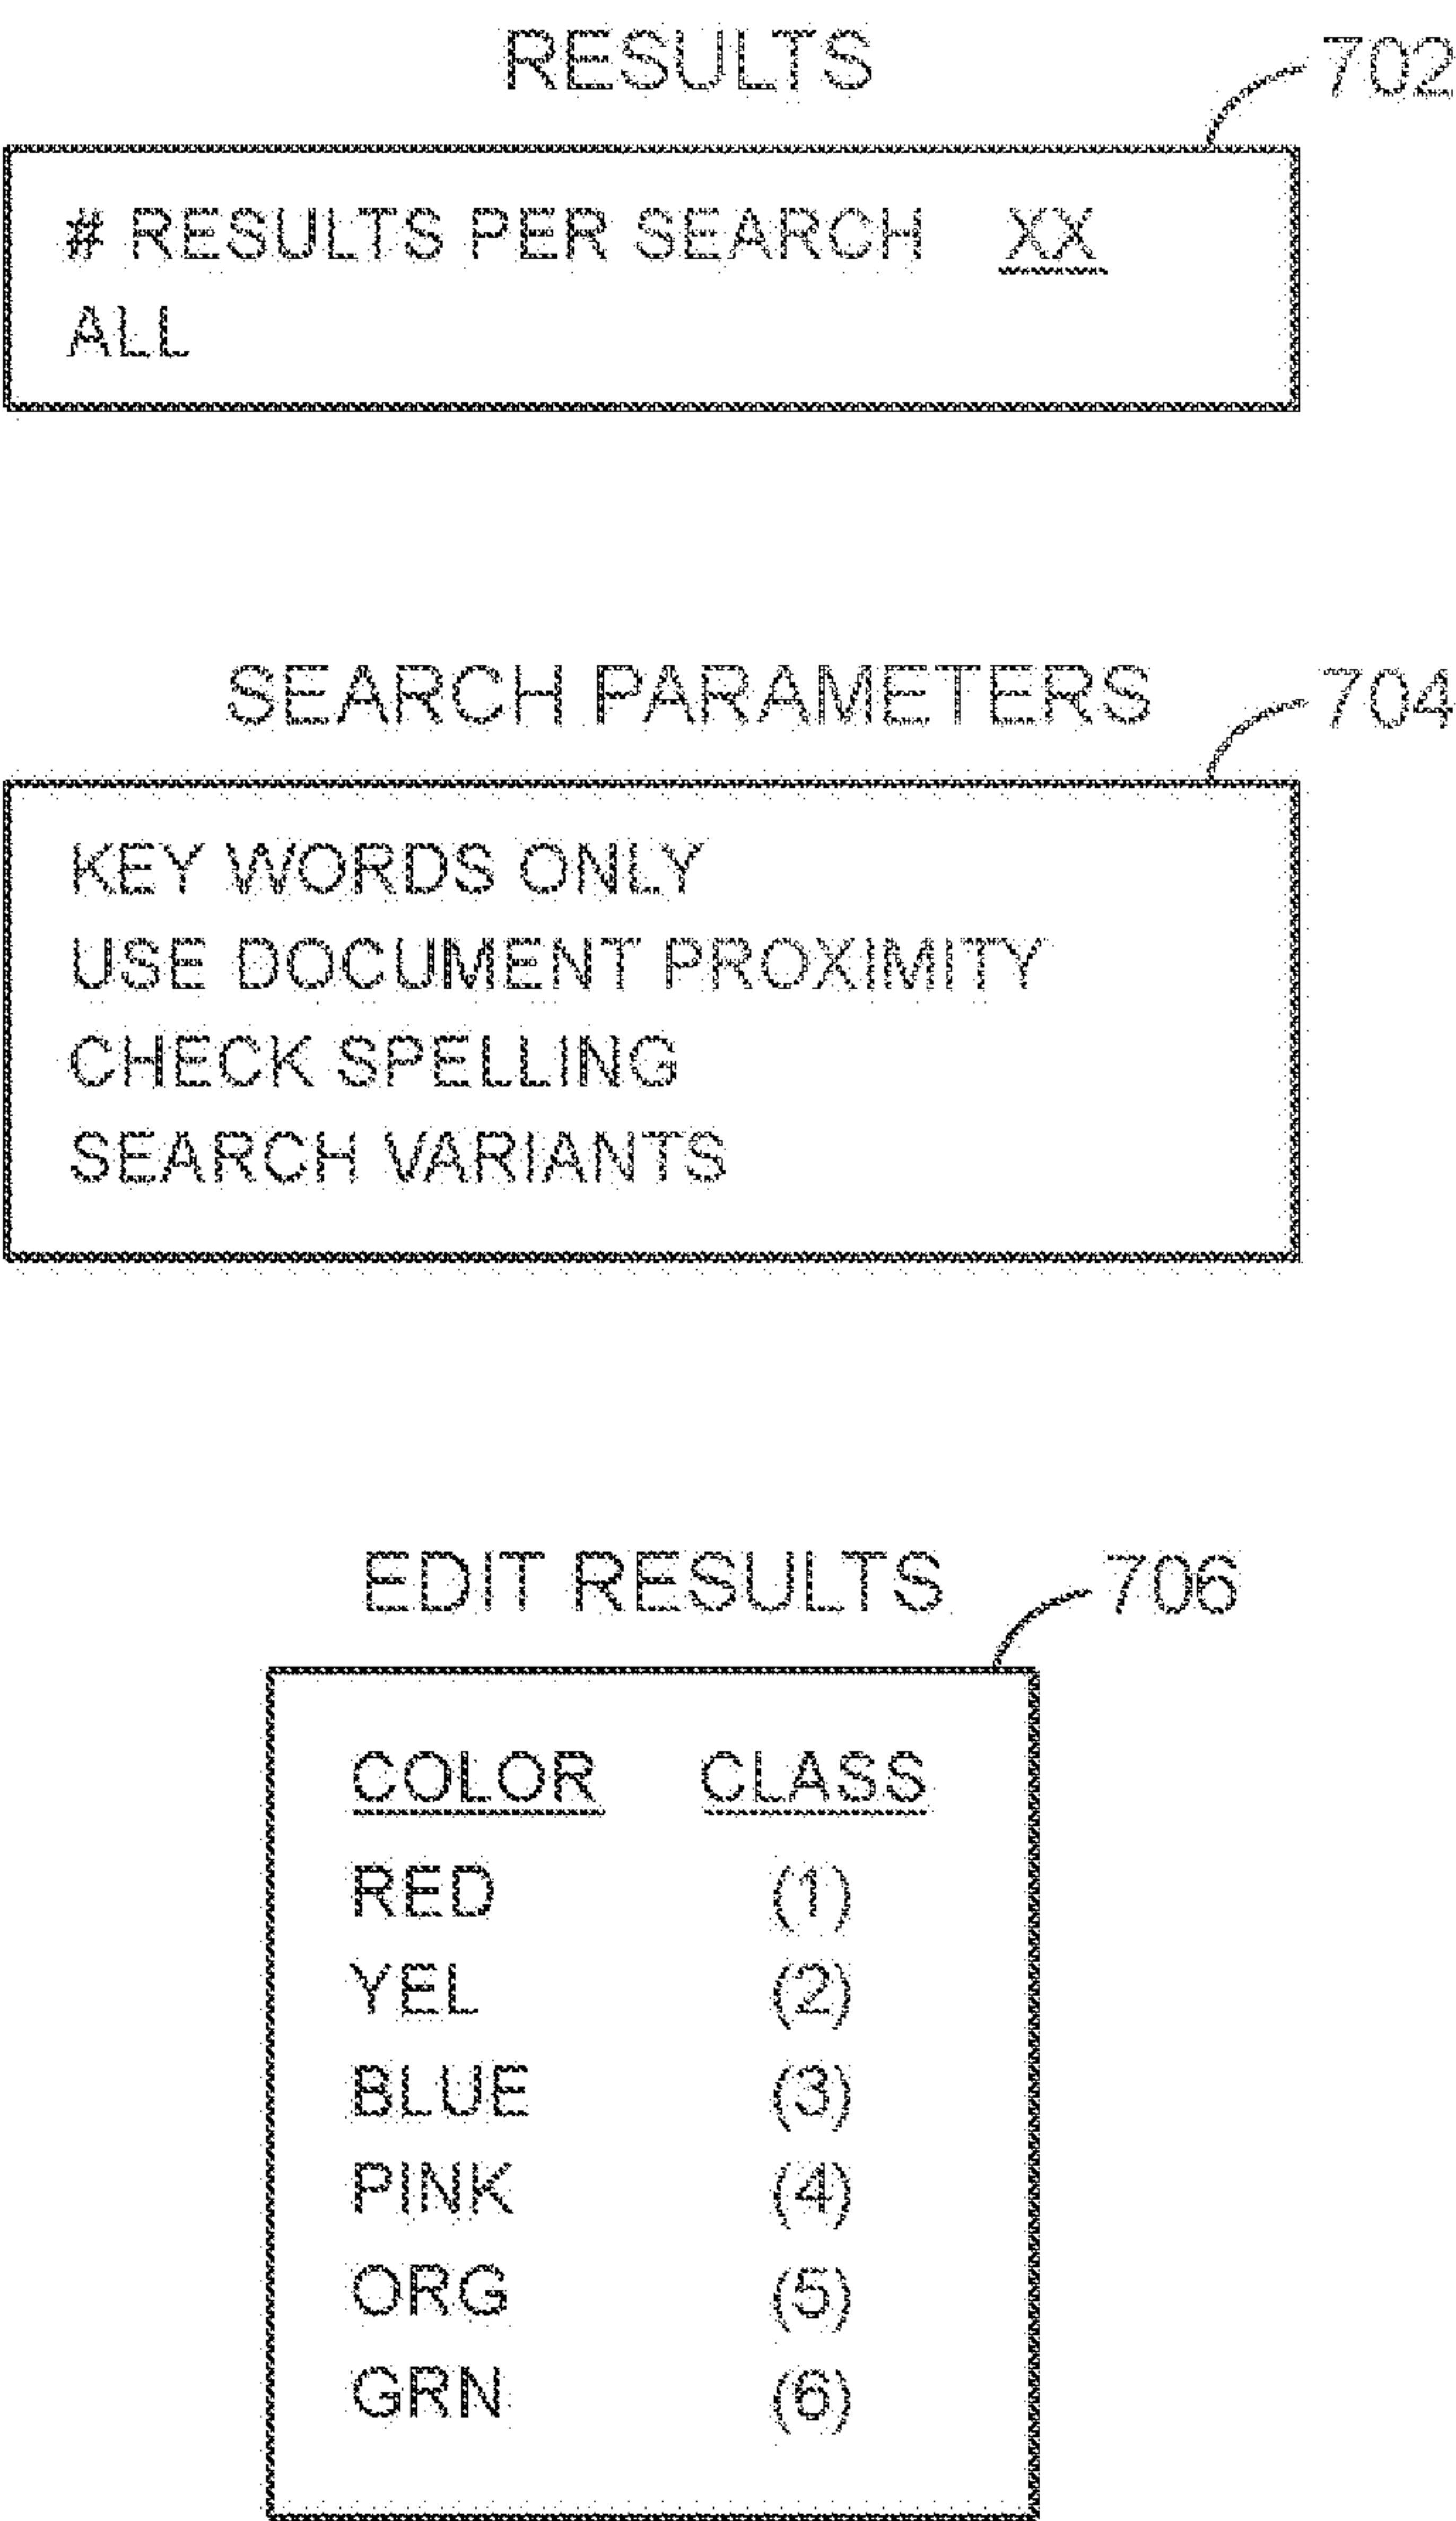 RESULTS
702
# RESULTS PER SEARCH XX
ALL
SEARCH PARAMETERS
704
KEY WORDS ONLY
USE DOCUMENT PROXIMITY
CHECK SPELLING
SEARCH VARIANTS
EDIT RESULTS
706
COLOR CLASS
RED (1)
YEL (2)
BLUE (3)
PINK (4)
ORG (5)
GRN (6)